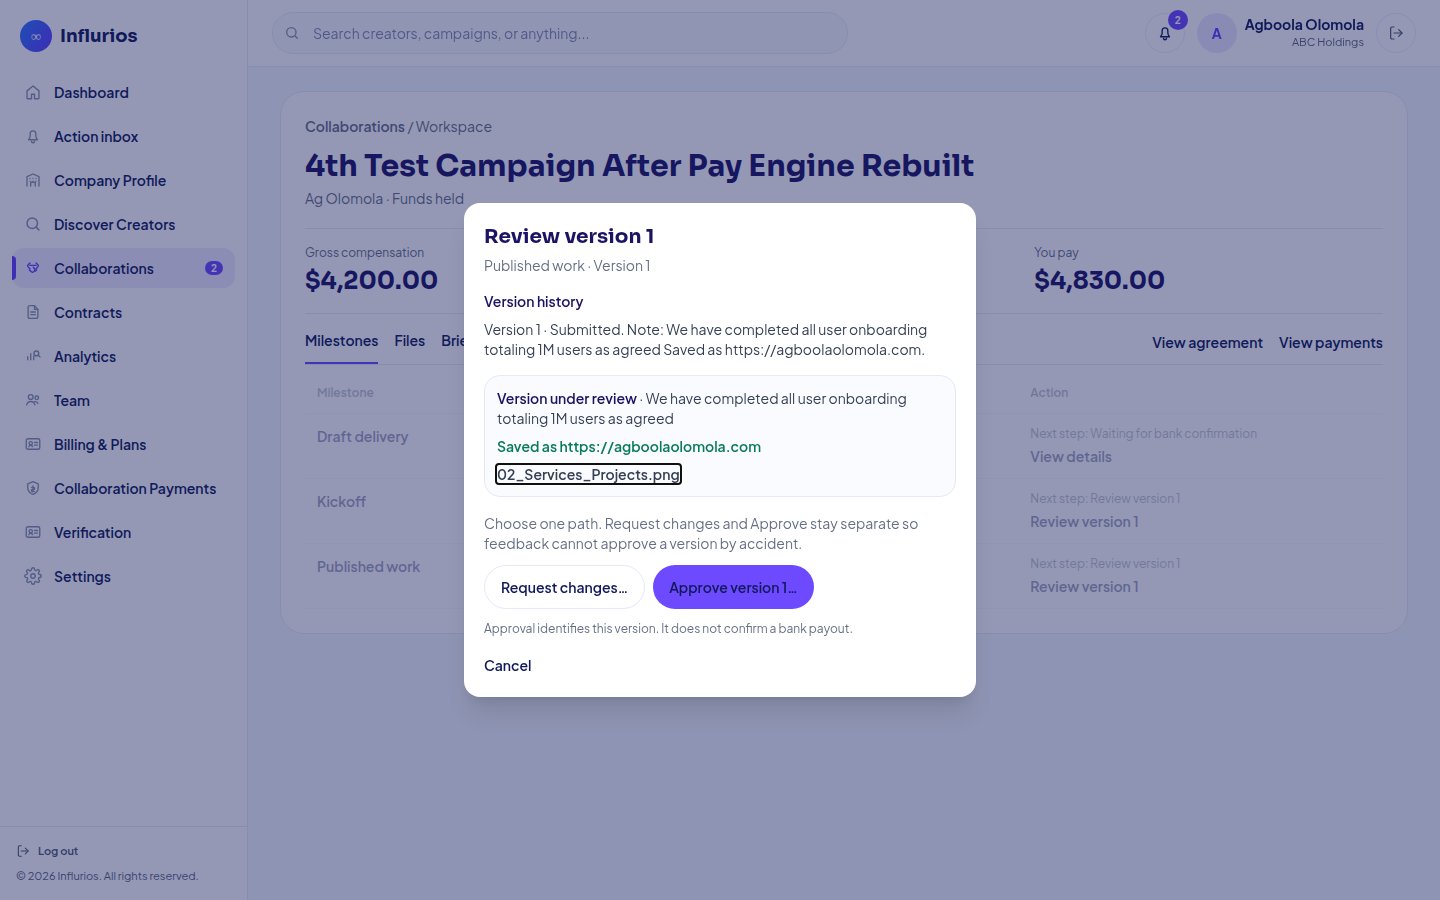 ∞ Influrios
Search creators, campaigns, or anything...
2
A
Agboola Olomola
ABC Holdings
Dashboard
Action inbox
Company Profile
Discover Creators
Collaborations 2
Contracts
Analytics
Team
Billing & Plans
Collaboration Payments
Verification
Settings
Log out
© 2026 Influrios. All rights reserved.
Collaborations / Workspace
4th Test Campaign After Pay Engine Rebuilt
Ag Olomola · Funds held
Gross compensation
$4,200.00
You pay
$4,830.00
Milestones Files Brie
View agreement View payments
Milestone
Action
Draft delivery
Next step: Waiting for bank confirmation
View details
Kickoff
Next step: Review version 1
Review version 1
Published work
Next step: Review version 1
Review version 1
Review version 1
Published work · Version 1
Version history
Version 1 · Submitted. Note: We have completed all user onboarding
totaling 1M users as agreed Saved as https://agboolaolomola.com.
Version under review · We have completed all user onboarding
totaling 1M users as agreed
Saved as https://agboolaolomola.com
02_Services_Projects.png
Choose one path. Request changes and Approve stay separate so
feedback cannot approve a version by accident.
Request changes…
Approve version 1…
Approval identifies this version. It does not confirm a bank payout.
Cancel